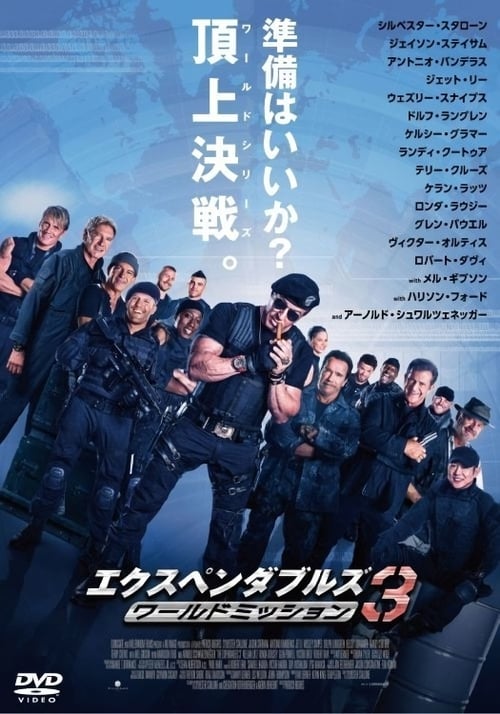 準備はいいか?
頂上決戦。
ワールドシリーズ
シルベスター・スタローン
ジェイソン・ステイサム
アントニオ・バンデラス
ジェット・リー
ウェズリー・スナイプス
ドルフ・ラングレン
ケルシー・グラマー
ランディ・クートゥア
テリー・クルーズ
ケラン・ラッツ
ロンダ・ラウジー
グレン・パウエル
ヴィクター・オルティス
ロバート・ダヴィ
with メル・ギブソン
with ハリソン・フォード
and アーノルド・シュワルツェネッガー
エクスペンダブルズ3
ワールドミッション
DVD
VIDEO